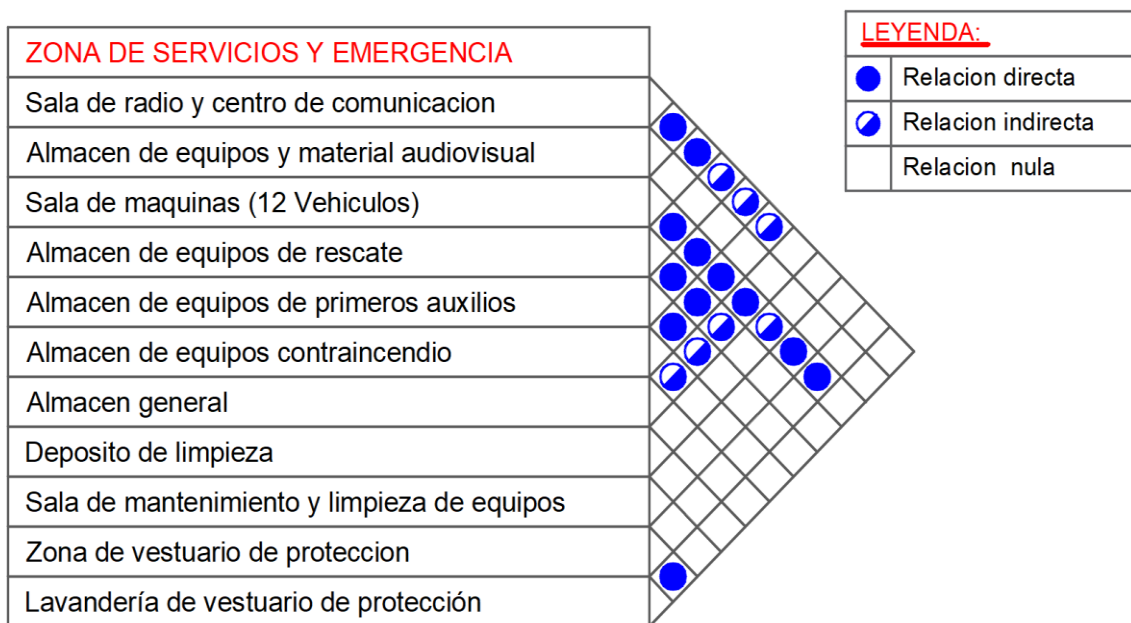 ZONA DE SERVICIOS Y EMERGENCIA
Sala de radio y centro de comunicacion
Almacen de equipos y material audiovisual
Sala de maquinas (12 Vehiculos)
Almacen de equipos de rescate
Almacen de equipos de primeros auxilios
Almacen de equipos contraincendio
Almacen general
Deposito de limpieza
Sala de mantenimiento y limpieza de equipos
Zona de vestuario de proteccion
Lavandería de vestuario de protección
LEYENDA:
Relacion directa
Relacion indirecta
Relacion nula